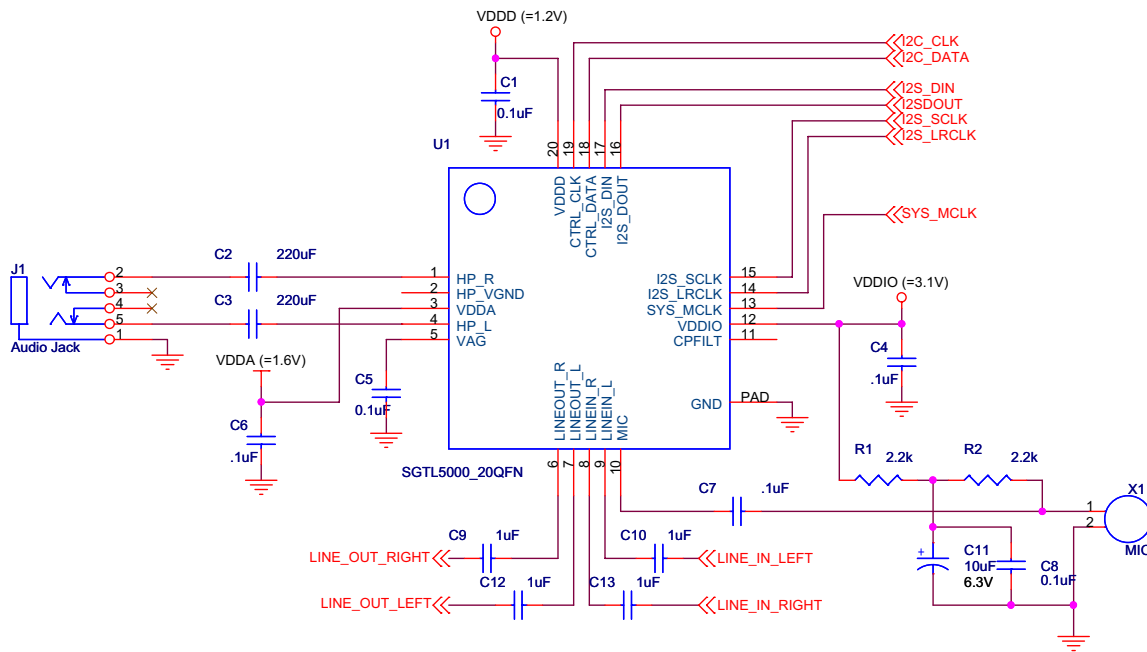 VDDD (=1.2V)
I2C_CLK
I2C_DATA
C1
0.1uF
I2S_DIN
I2SDOUT
I2S_SCLK
I2S_LRCLK
U1
20
19
18
17
16
VDDD
CTRL_CLK
CTRL_DATA
I2S_DIN
I2S_DOUT
SYS_MCLK
J1
C2
220uF
2
3
4
5
1
Audio Jack
C3
220uF
1
2
3
4
5
HP_R
HP_VGND
VDDA
HP_L
VAG
I2S_SCLK
I2S_LRCLK
SYS_MCLK
VDDIO
CPFILT
15
14
13
12
11
VDDIO (=3.1V)
C4
.1uF
VDDA (=1.6V)
C5
0.1uF
C6
.1uF
GND
PAD
LINEOUT_R
LINEOUT_L
LINEIN_R
LINEIN_L
MIC
6
7
8
9
10
SGTL5000_20QFN
R1
2.2k
R2
2.2k
C7
.1uF
X1
1
2
MIC
C9
1uF
C10
1uF
LINE_OUT_RIGHT
LINE_IN_LEFT
C12
1uF
C13
1uF
LINE_OUT_LEFT
LINE_IN_RIGHT
+
C11
10uF
6.3V
C8
0.1uF